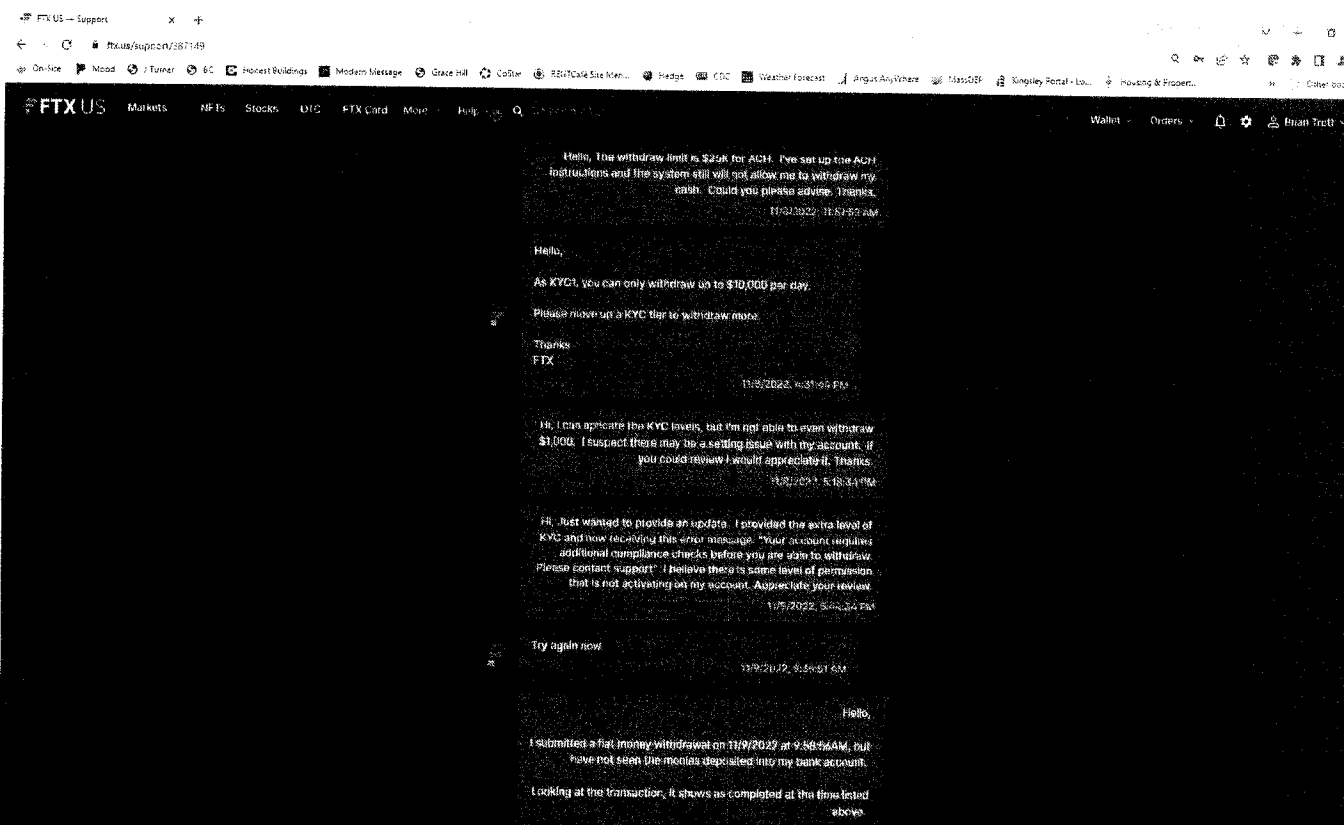 FTX US — Support
ftx.us/support/387149
On-Site Mood J Turner BC Honest Buildings Modern Message Grace Hill CoStar RENTCafé Site Man... Hedge CDC Weather forecast Argus AnyWhere MassDEP Kingsley Portal - Lo... Housing & Propert... »
FTX US Markets NFTs Stocks OTC FTX Card More Help Wallet Orders Brian Trott
Hello, The withdraw limit is $25K for ACH. I've set up the ACH
instructions and the system still will not allow me to withdraw my
cash. Could you please advise. Thanks.
Hello,
As KYC1, you can only withdraw up to $10,000 per day.
Please move up a KYC tier to withdraw more.
Thanks
FTX
Hi, I can apricate the KYC levels, but I'm not able to even withdraw
$1,000. I suspect there may be a setting issue with my account. If
you could review I would appreciate it. Thanks.
Hi, Just wanted to provide an update. I provided the extra level of
KYC and now receiving this error message. "Your account requires
additional compliance checks before you are able to withdraw.
Please contact support". I believe there is some level of permission
that is not activating on my account. Appreciate your review.
Try again now
Hello,
I submitted a fiat money withdrawal on 11/9/2022 at 9:58:56AM, but
have not seen the monies deposited into my bank account.
Looking at the transaction, it shows as completed at the time listed
above.